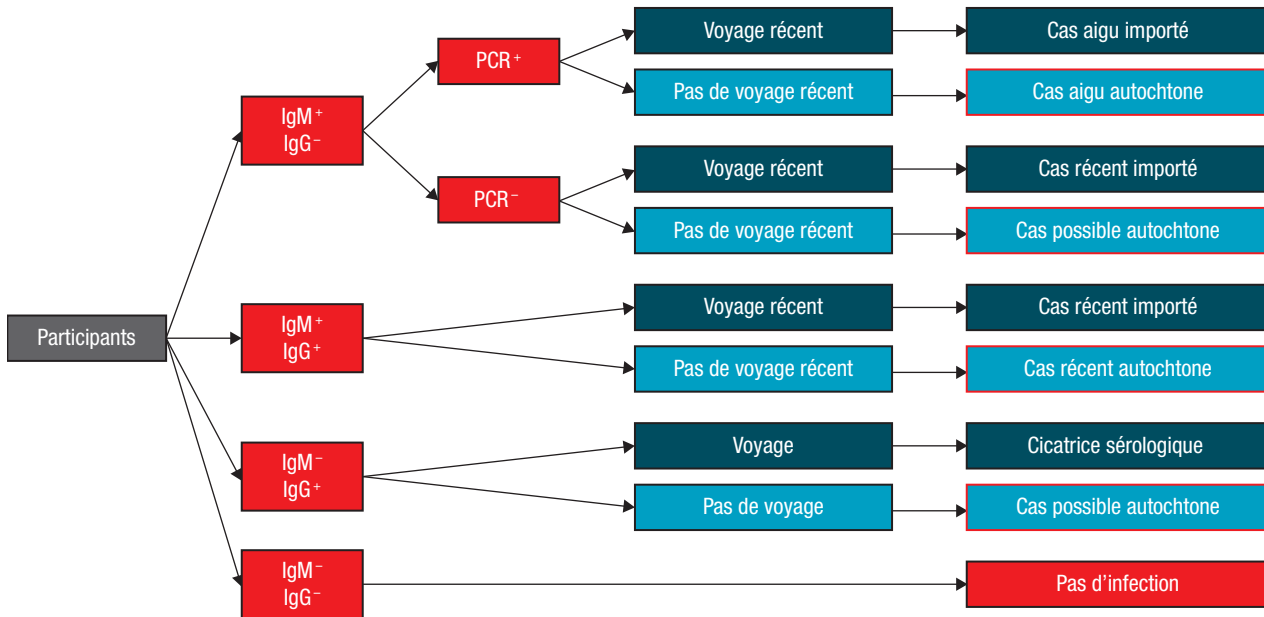 Participants
IgM+
IgG−
PCR+
Voyage récent
Cas aigu importé
Pas de voyage récent
Cas aigu autochtone
PCR−
Voyage récent
Cas récent importé
Pas de voyage récent
Cas possible autochtone
IgM+
IgG+
Voyage récent
Cas récent importé
Pas de voyage récent
Cas récent autochtone
IgM−
IgG+
Voyage
Cicatrice sérologique
Pas de voyage
Cas possible autochtone
IgM−
IgG−
Pas d’infection